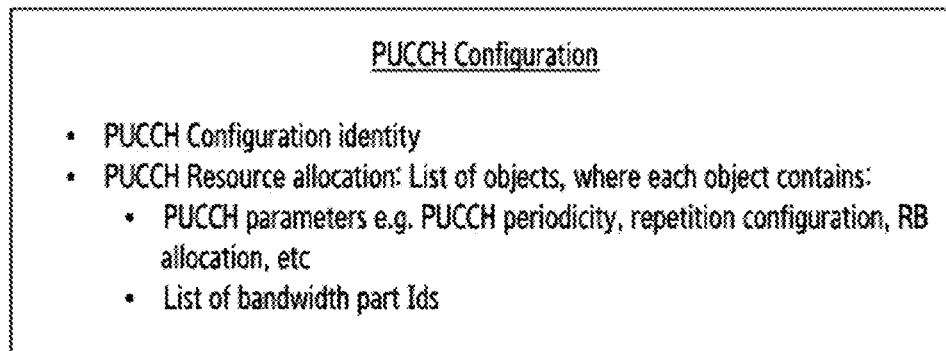 PUCCH Configuration
• PUCCH Configuration identity
• PUCCH Resource allocation: List of objects, where each object contains:
• PUCCH parameters e.g. PUCCH periodicity, repetition configuration, RB
allocation, etc
• List of bandwidth part Ids